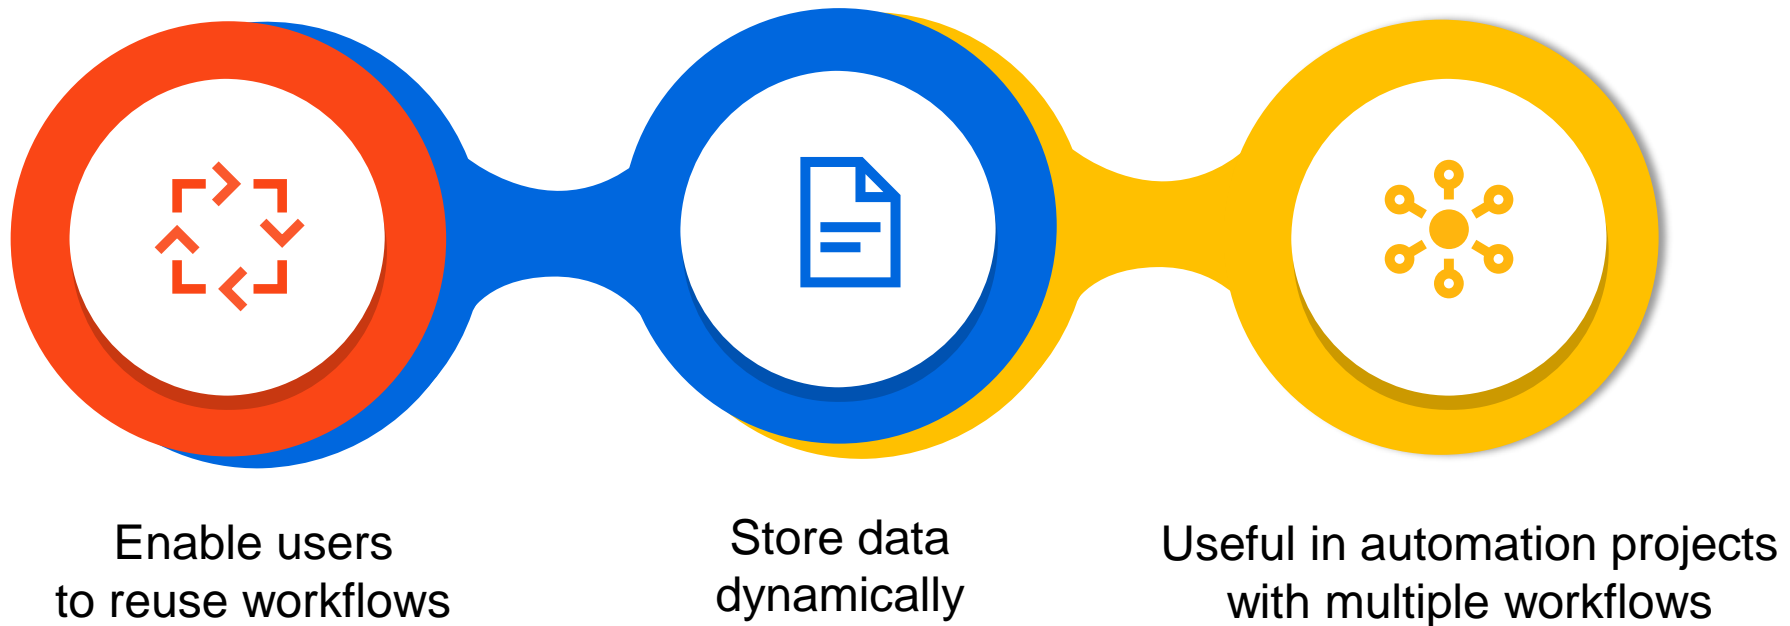 Enable users
to reuse workflows
Store data
dynamically
Useful in automation projects
with multiple workflows